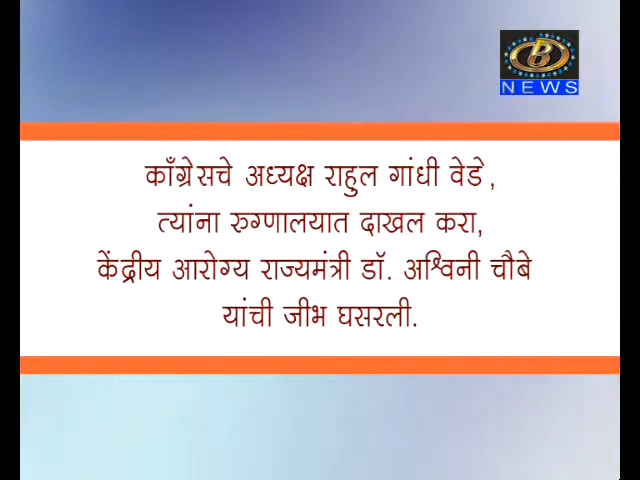 B
NEWS
काँग्रेसचे अध्यक्ष राहुल गांधी वेडे,
त्यांना रुग्णालयात दाखल करा,
केंद्रीय आरोग्य राज्यमंत्री डॉ. अश्विनी चौबे
यांची जीभ घसरली.